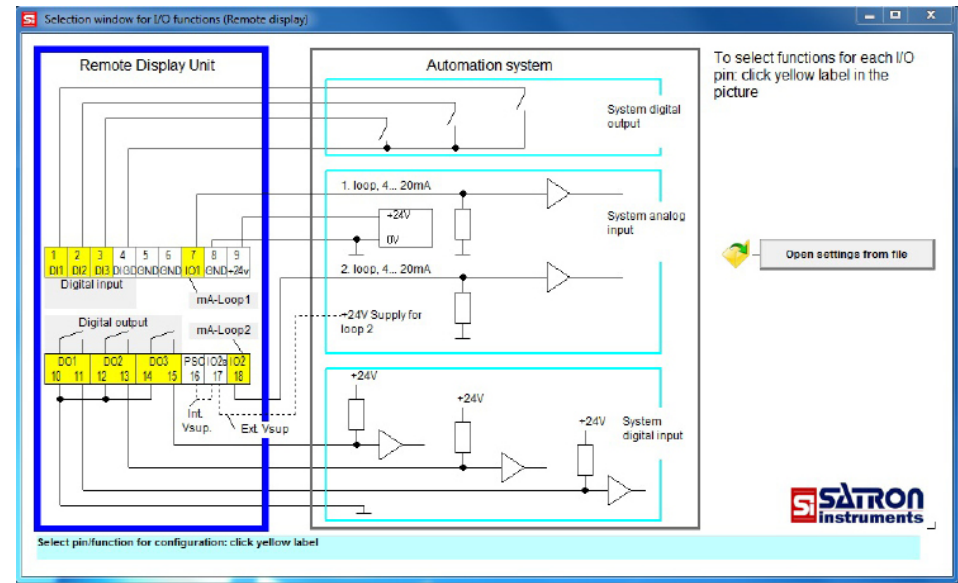 Selection window for I/O functions (Remote display)
Remote Display Unit
Automation system
To select functions for each I/O
pin: click yellow label in the
picture
System digital
output
1. loop, 4... 20mA
+24V
0V
System analog
input
1 2 3 4 5 6 7 8 9
DI1 DI2 DI3 DIGD GND GND IO1 GND +24v
Digital input
mA-Loop1
2. loop, 4... 20mA
Open settings from file
Digital output
mA-Loop2
+24V Supply for
loop 2
DO1 DO2 DO3 PSO IO2s IO2
10 11 12 13 14 15 16 17 18
Int.
Vsup.
Ext. Vsup
+24V
+24V
+24V
System
digital input
SATRON
instruments
Select pin/function for configuration: click yellow label